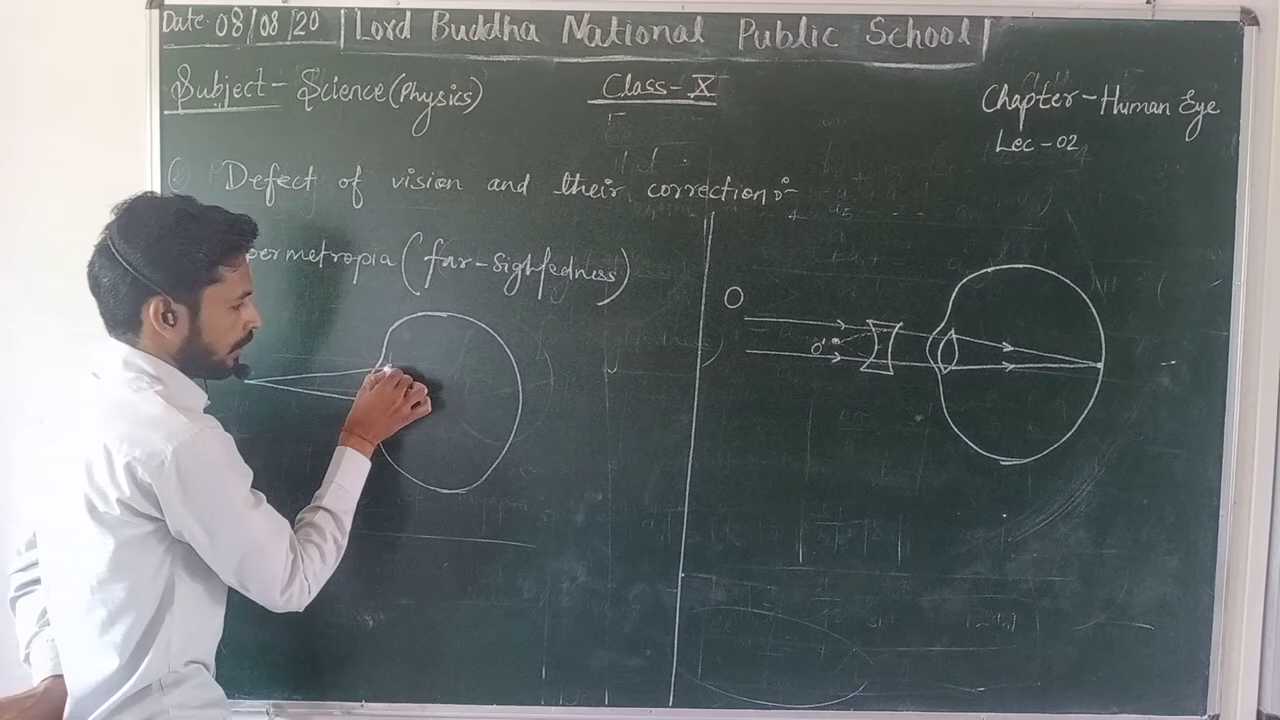 Date- 08/08/20 Lord Buddha National Public School
Subject - Science (Physics) Class - X Chapter - Human Eye
Lec - 02
Defect of vision and their correction:-
permetropia (far-Sightedness)
O
O'